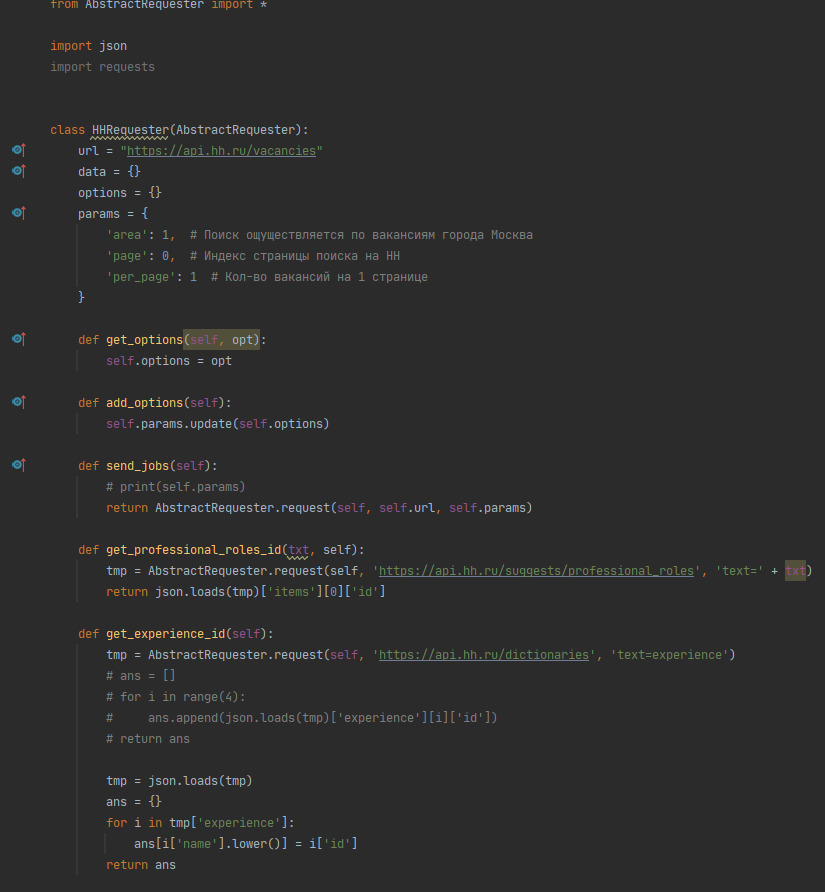 from AbstractRequester import *
import json
import requests
class HHRequester(AbstractRequester):
    url = "https://api.hh.ru/vacancies"
    data = {}
    options = {}
    params = {
        'area': 1,  # Поиск ощуществляется по вакансиям города Москва
        'page': 0,  # Индекс страницы поиска на HH
        'per_page': 1  # Кол-во вакансий на 1 странице
    }
    def get_options(self, opt):
        self.options = opt
    def add_options(self):
        self.params.update(self.options)
    def send_jobs(self):
        # print(self.params)
        return AbstractRequester.request(self, self.url, self.params)
    def get_professional_roles_id(txt, self):
        tmp = AbstractRequester.request(self, 'https://api.hh.ru/suggests/professional_roles', 'text=' + txt)
        return json.loads(tmp)['items'][0]['id']
    def get_experience_id(self):
        tmp = AbstractRequester.request(self, 'https://api.hh.ru/dictionaries', 'text=experience')
        # ans = []
        # for i in range(4):
        #     ans.append(json.loads(tmp)['experience'][i]['id'])
        # return ans
        tmp = json.loads(tmp)
        ans = {}
        for i in tmp['experience']:
            ans[i['name'].lower()] = i['id']
        return ans